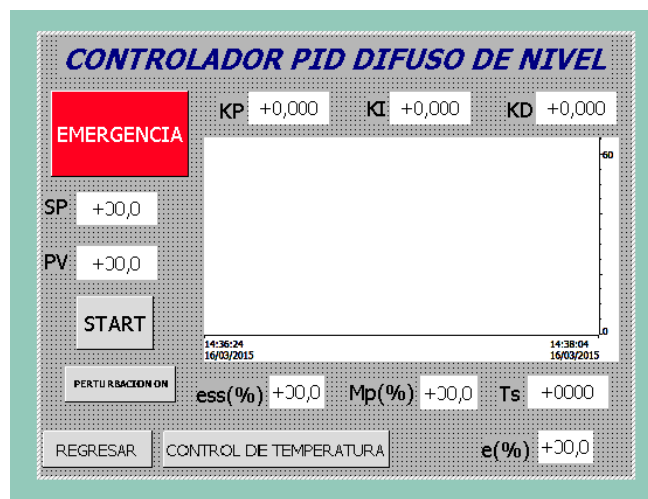 CONTROLADOR PID DIFUSO DE NIVEL
EMERGENCIA
KP +0,000 KI +0,000 KD +0,000
60
SP +00,0
PV +00,0
START
0
14:36:24 14:38:04
16/03/2015 16/03/2015
PERTURBACION ON
ess(%) +00,0 Mp(%) +00,0 Ts +0000
REGRESAR CONTROL DE TEMPERATURA e(%) +00,0